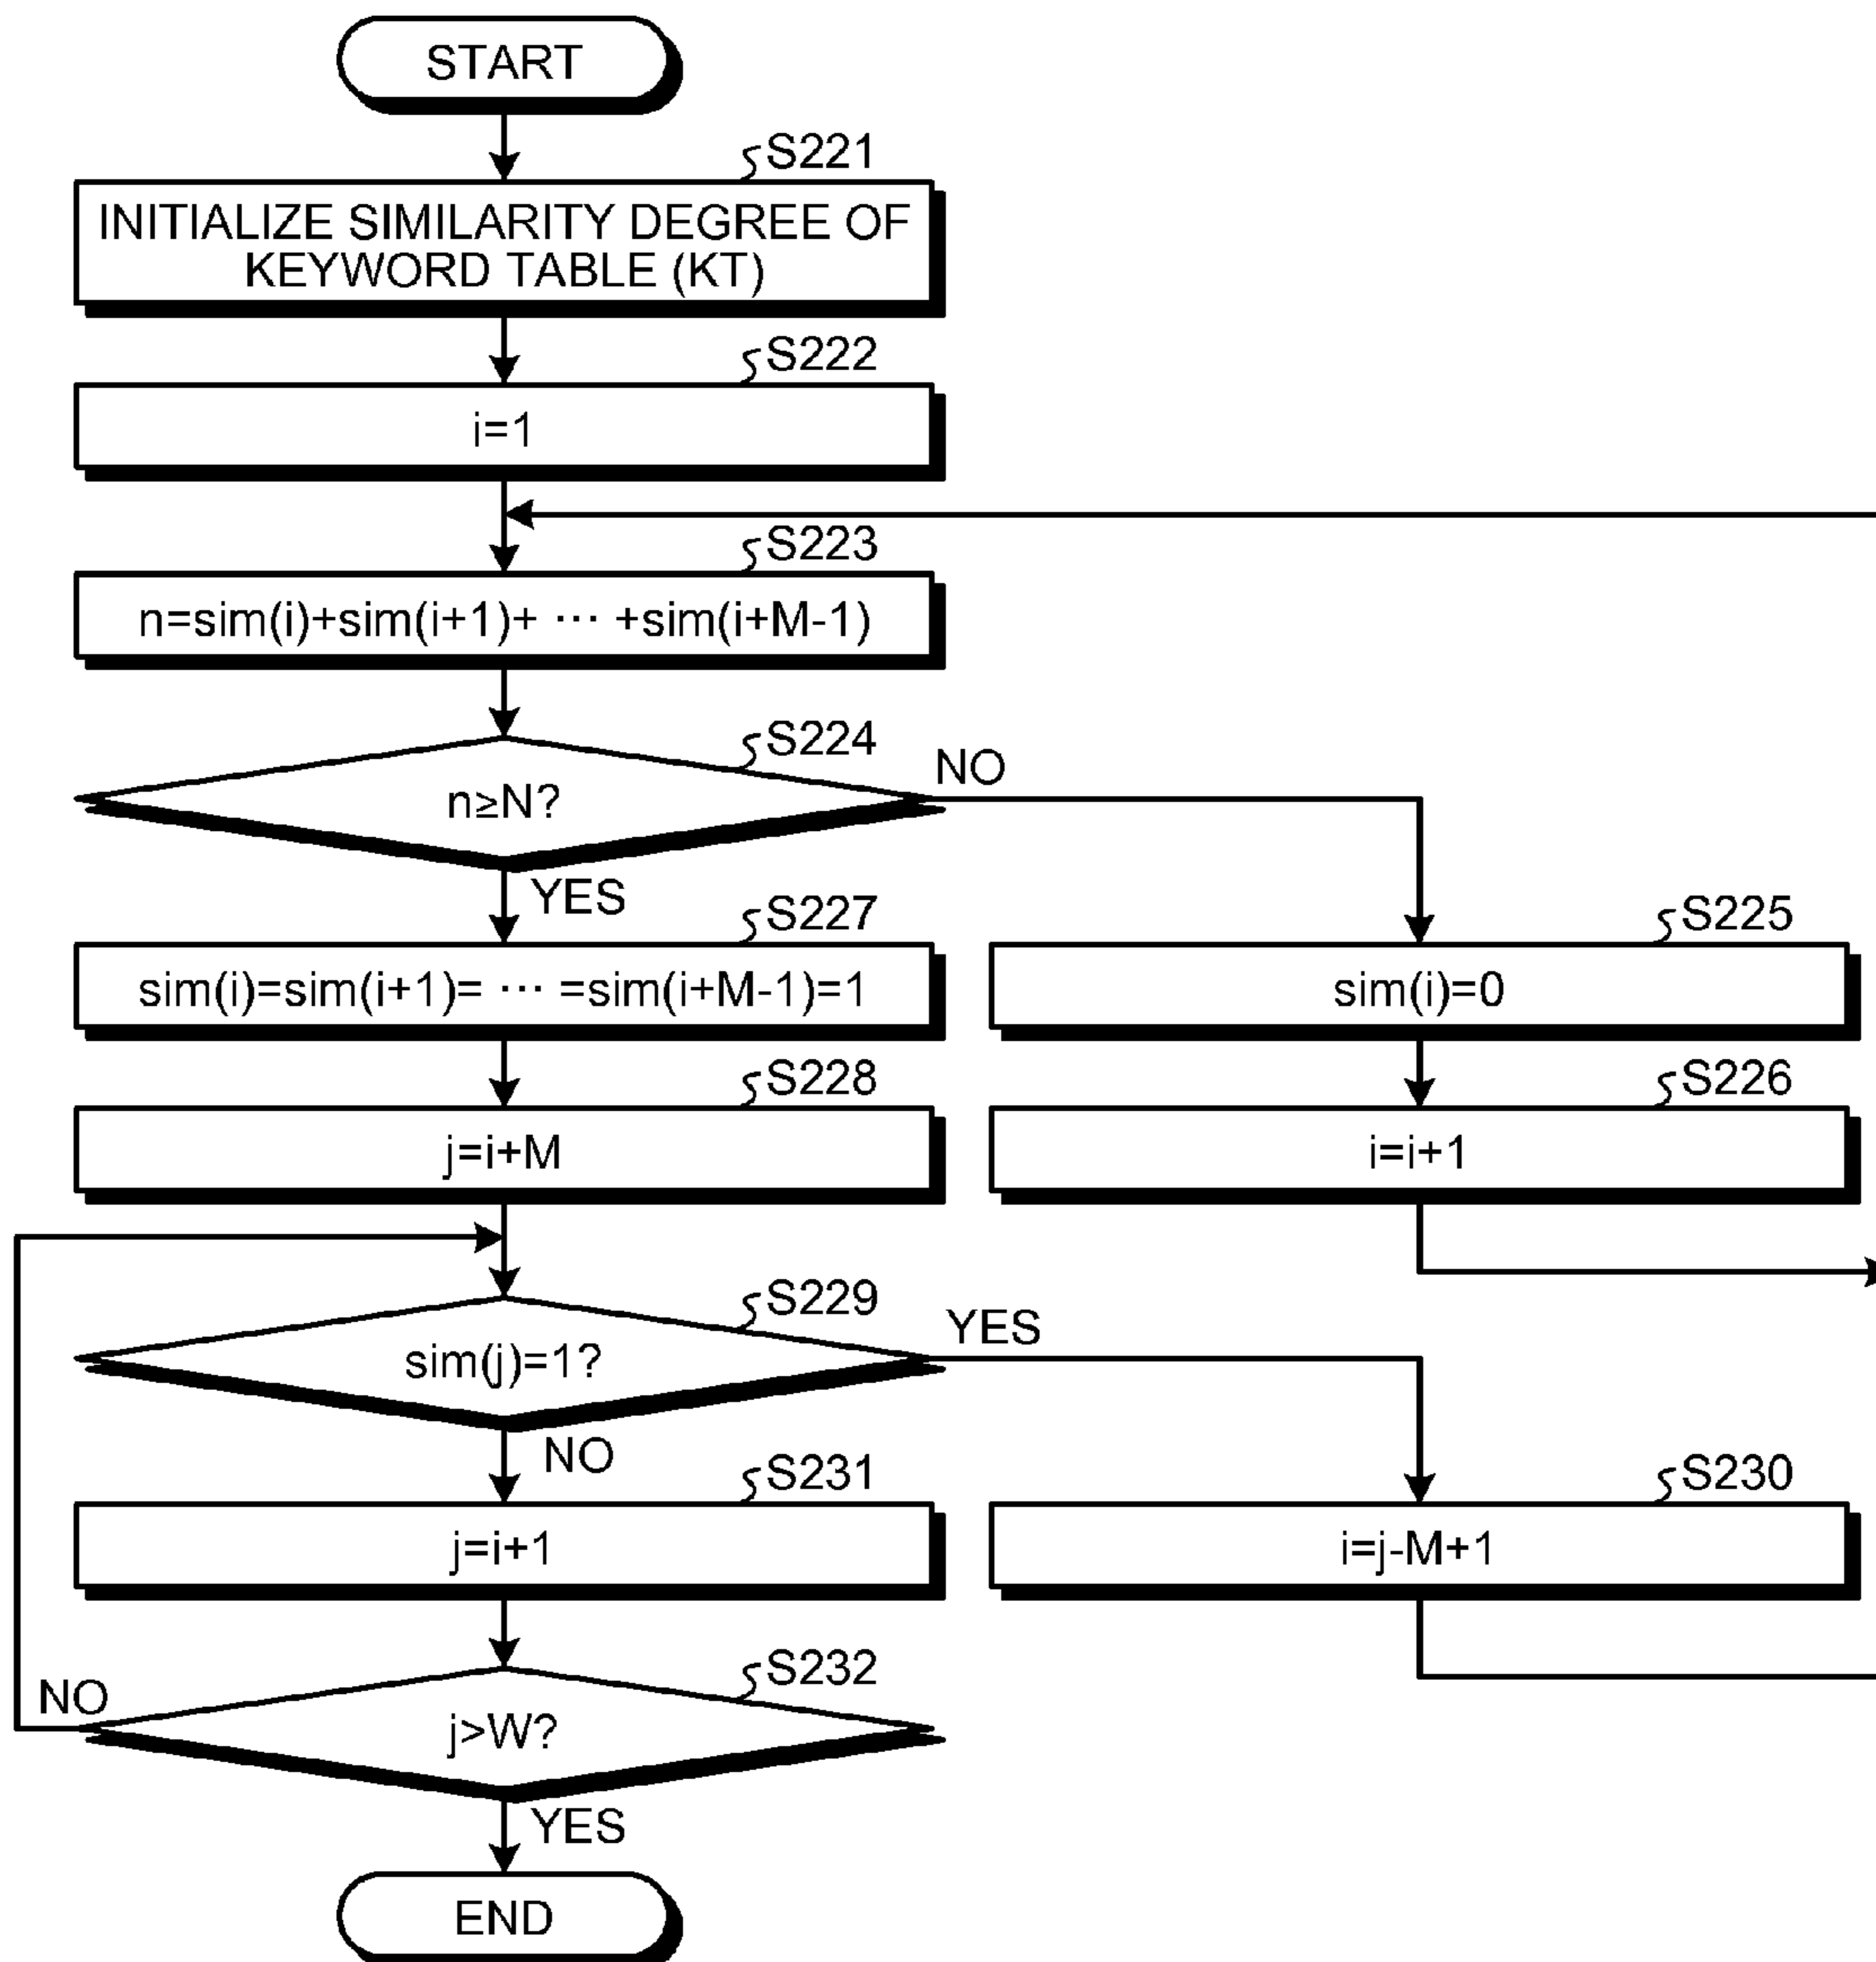 START
S221
INITIALIZE SIMILARITY DEGREE OF
KEYWORD TABLE (KT)
S222
i=1
S223
n=sim(i)+sim(i+1)+ ··· +sim(i+M-1)
S224
n≥N?
NO
YES
S227
sim(i)=sim(i+1)= ··· =sim(i+M-1)=1
S225
sim(i)=0
S228
j=i+M
S226
i=i+1
S229
sim(j)=1?
YES
NO
S231
j=i+1
S230
i=j-M+1
S232
j>W?
NO
YES
END